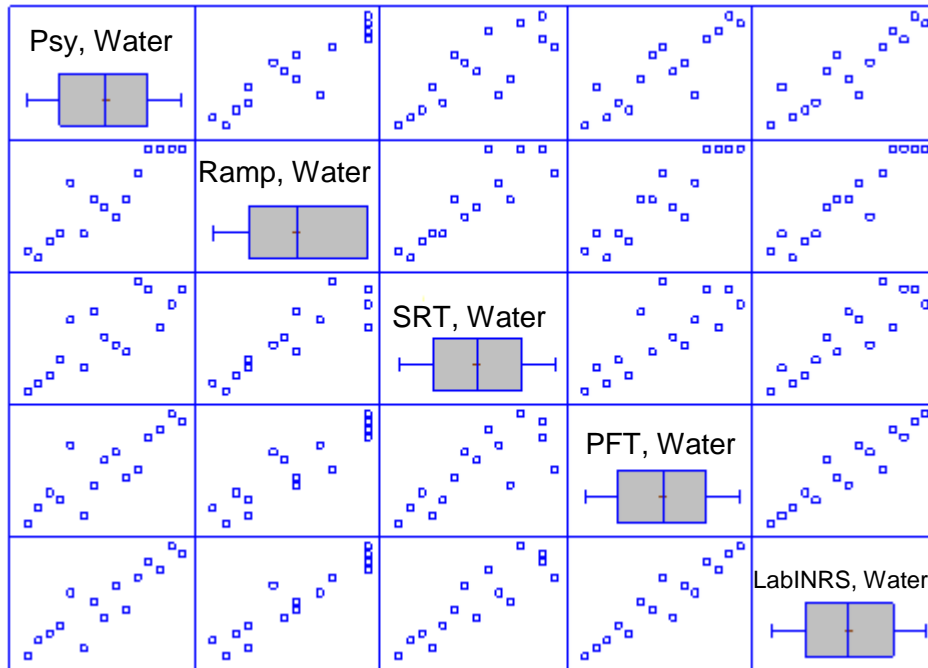 Psy, Water
Ramp, Water
SRT, Water
PFT, Water
LabINRS, Water